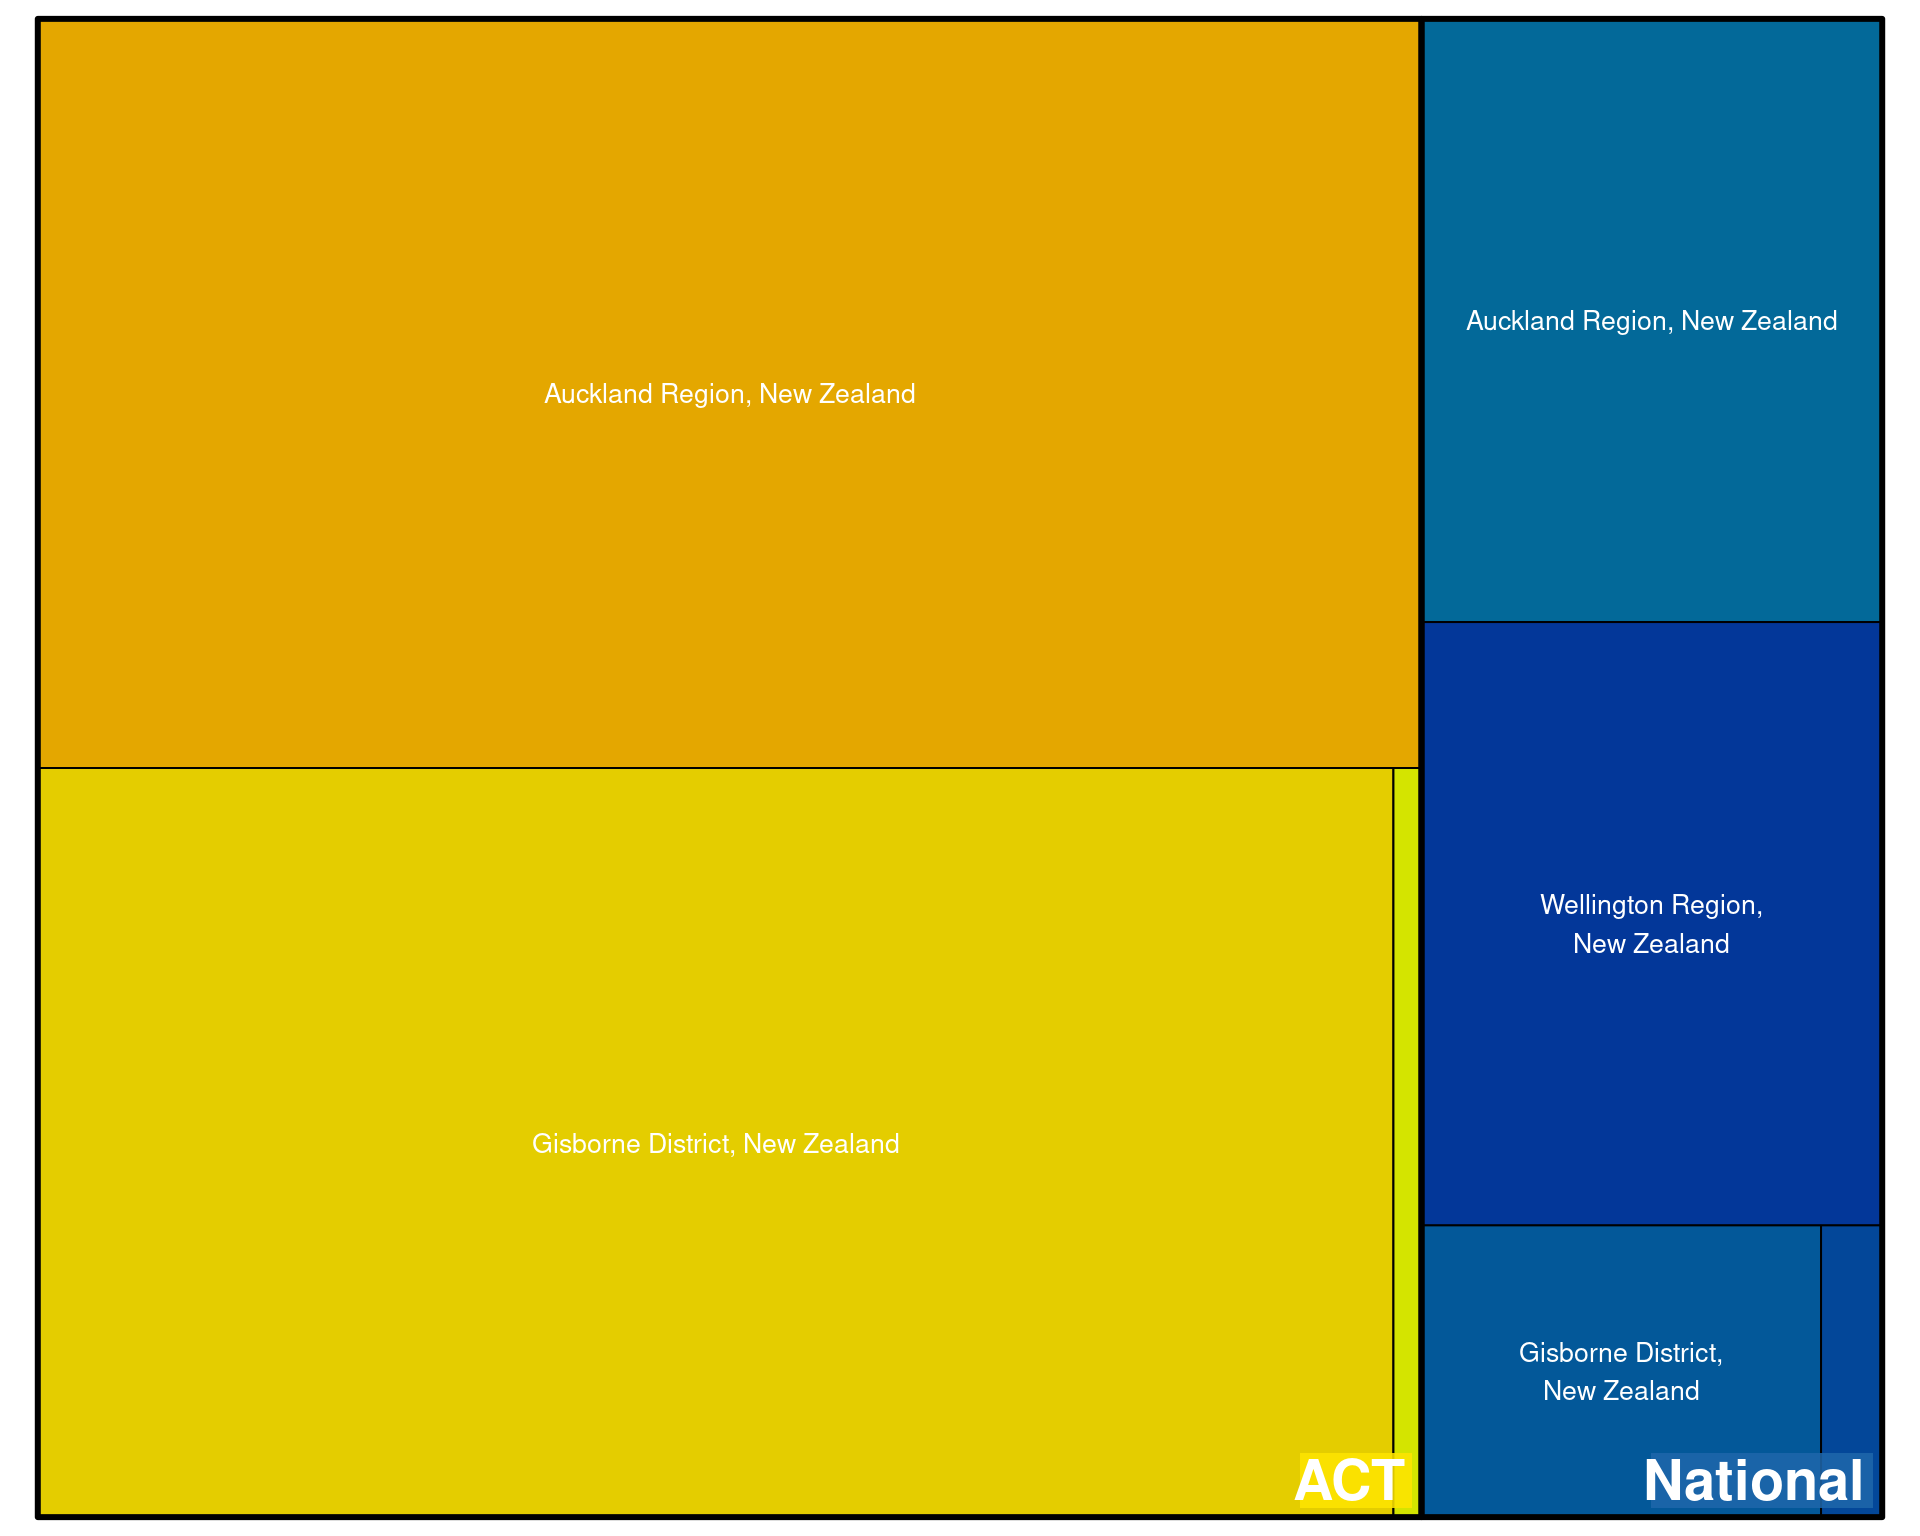 Auckland Region, New Zealand
Gisborne District, New Zealand
ACT
Auckland Region, New Zealand
Wellington Region,
New Zealand
Gisborne District,
New Zealand
National